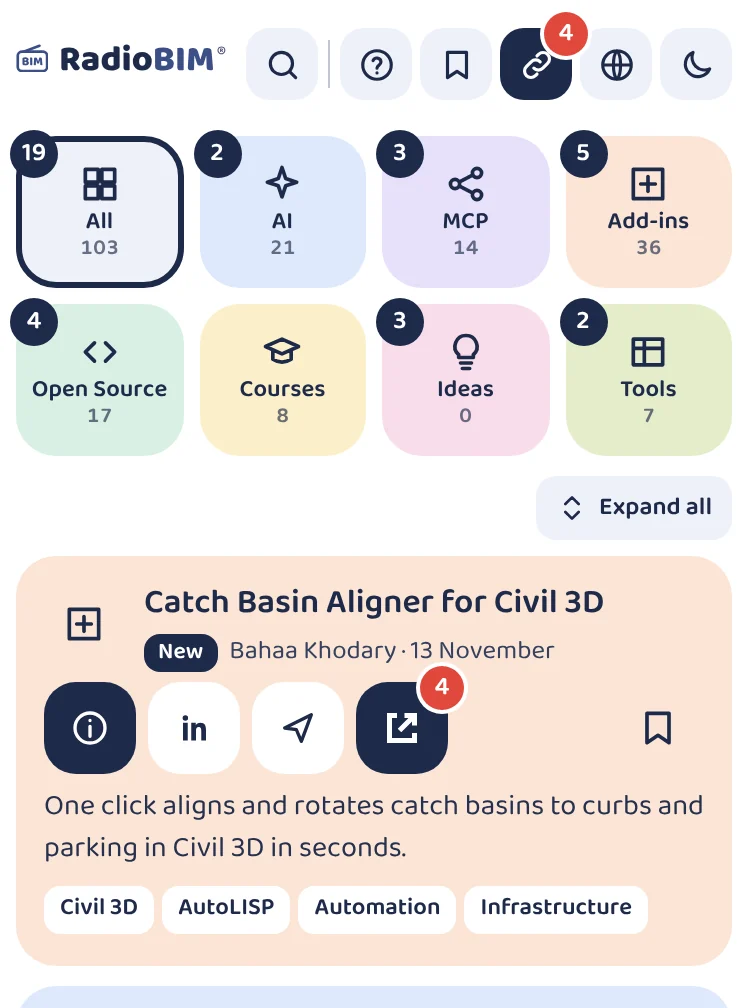 BIM RadioBIM®
4
19
All
103
2
AI
21
3
MCP
14
5
Add-ins
36
4
Open Source
17
Courses
8
3
Ideas
0
2
Tools
7
Expand all
Catch Basin Aligner for Civil 3D
New Bahaa Khodary · 13 November
in
4
One click aligns and rotates catch basins to curbs and
parking in Civil 3D in seconds.
Civil 3D AutoLISP Automation Infrastructure